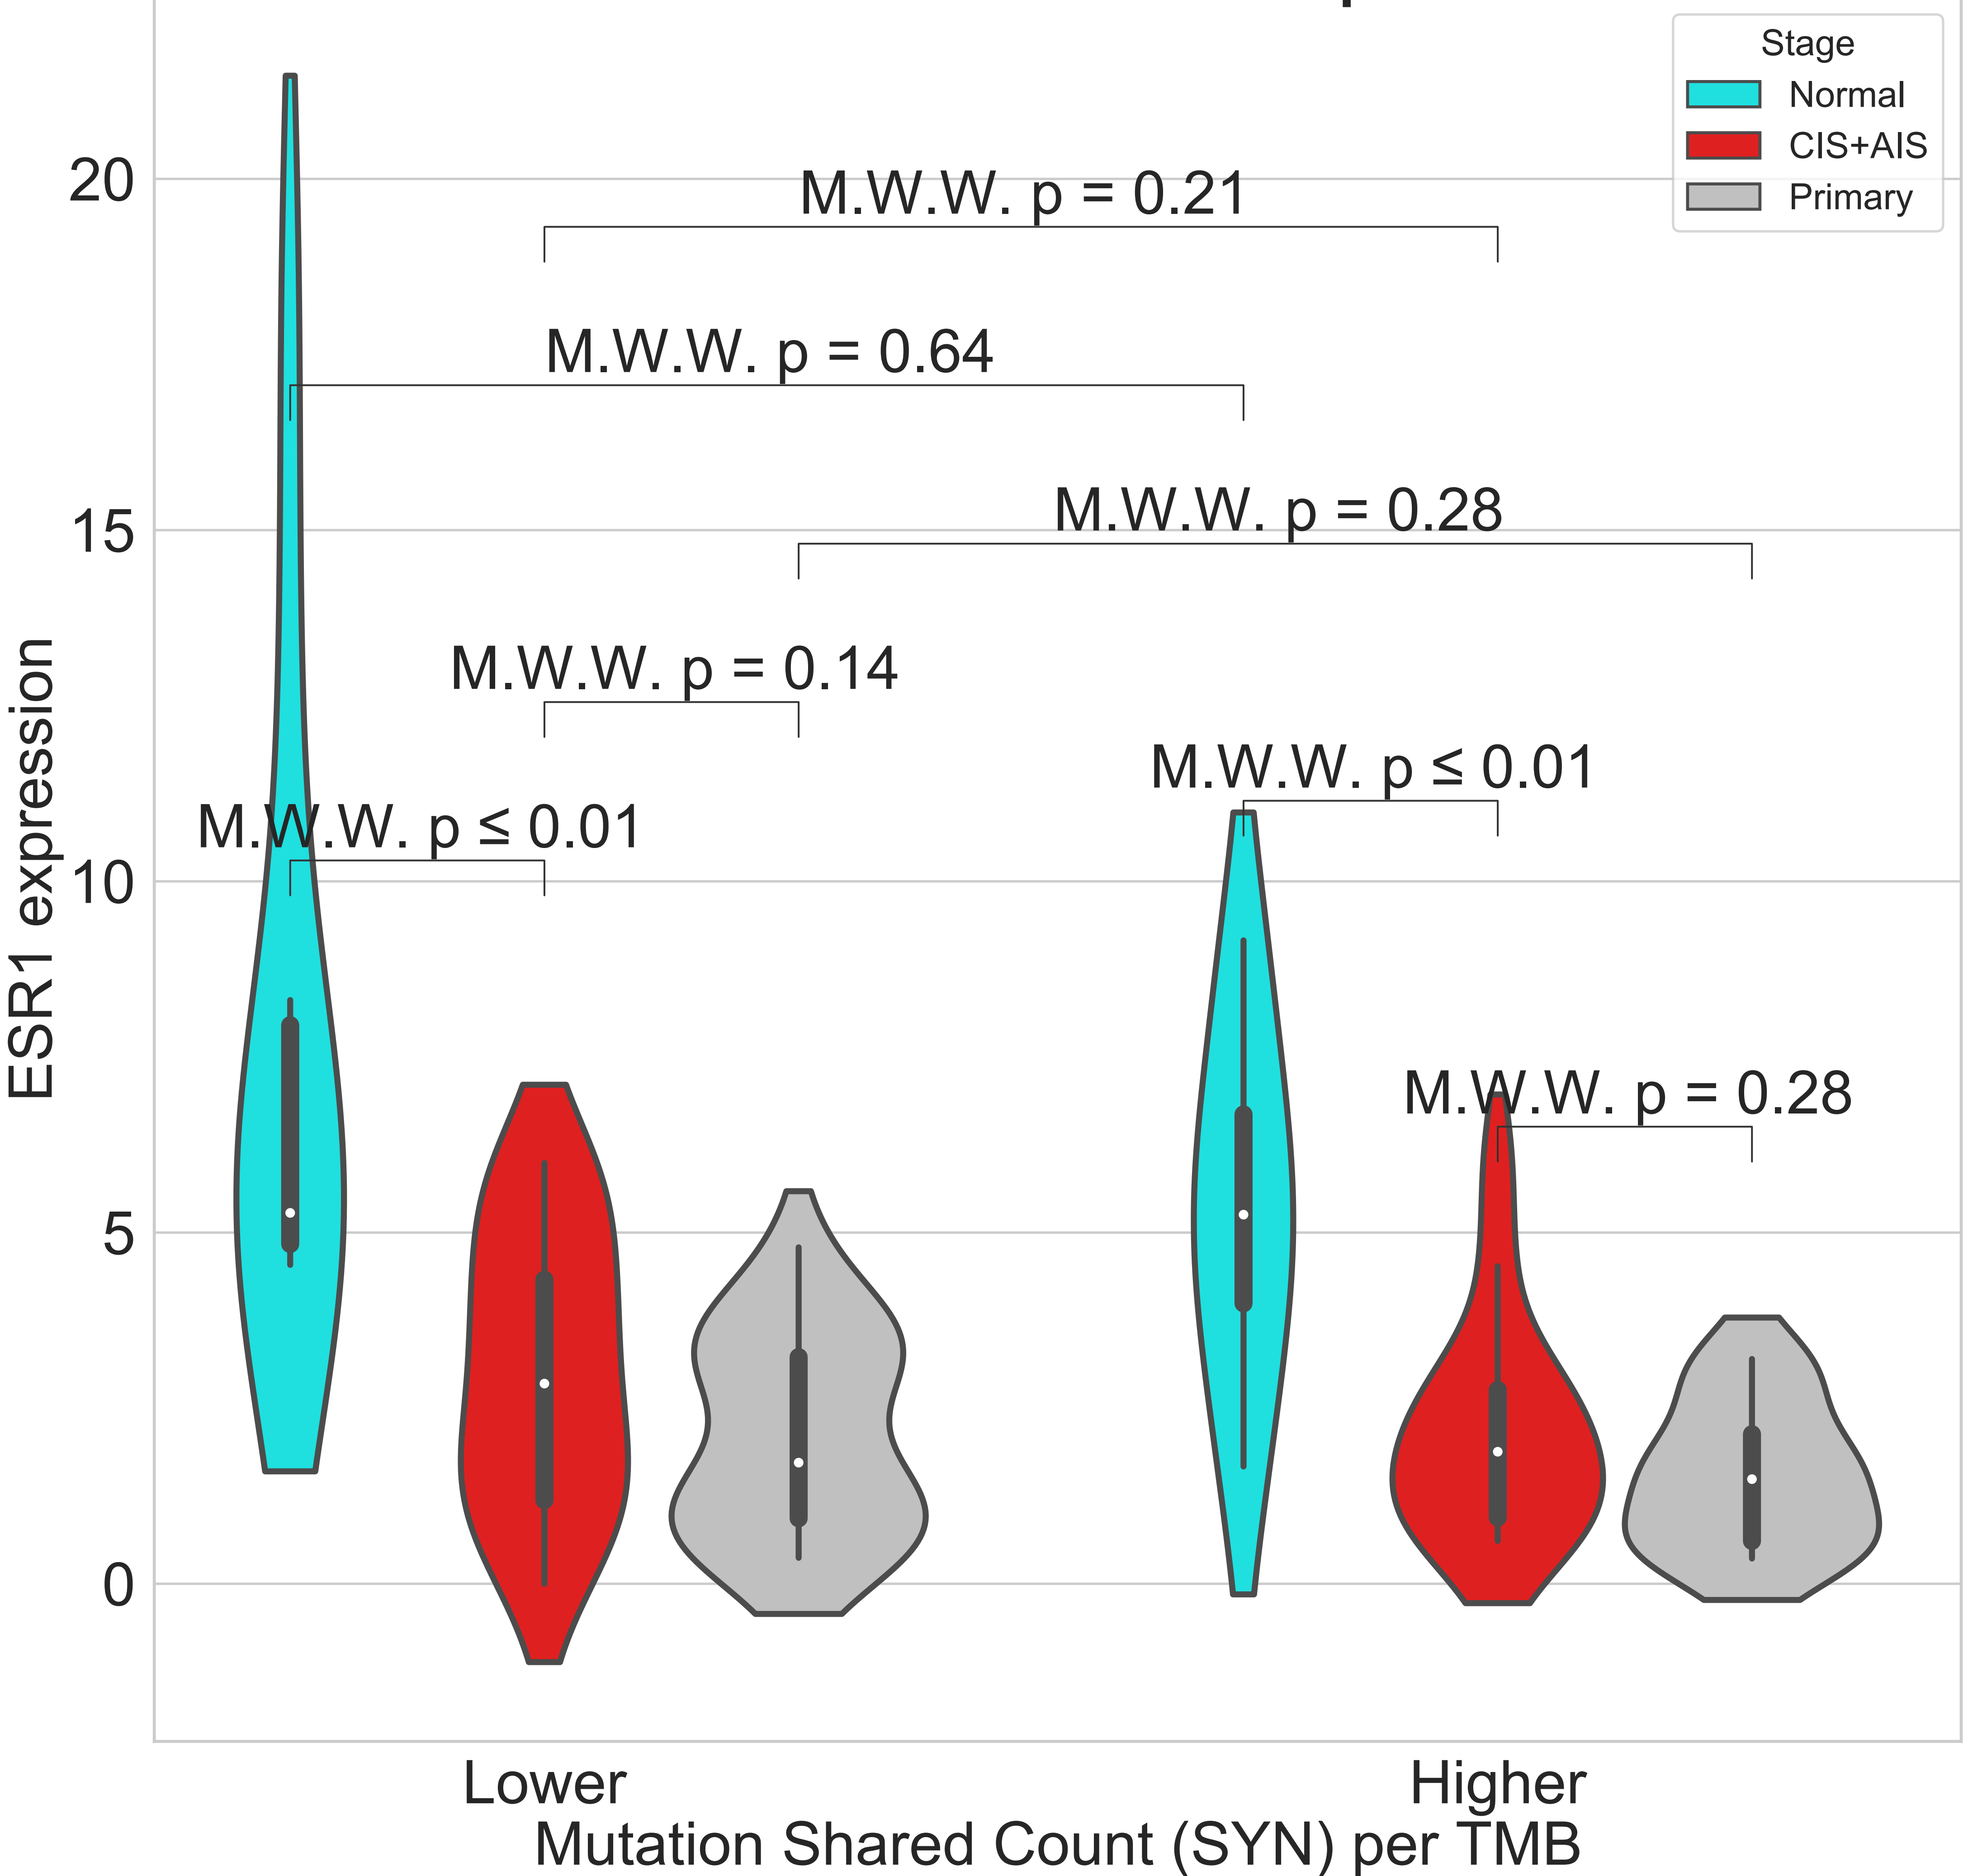 Stage
Normal
CIS+AIS
Primary
20
M.W.W. p = 0.21
M.W.W. p = 0.64
15
M.W.W. p = 0.28
M.W.W. p = 0.14
M.W.W. p ≤ 0.01
M.W.W. p ≤ 0.01
10
ESR1 expression
M.W.W. p = 0.28
5
0
Lower
Higher
Mutation Shared Count (SYN) per TMB